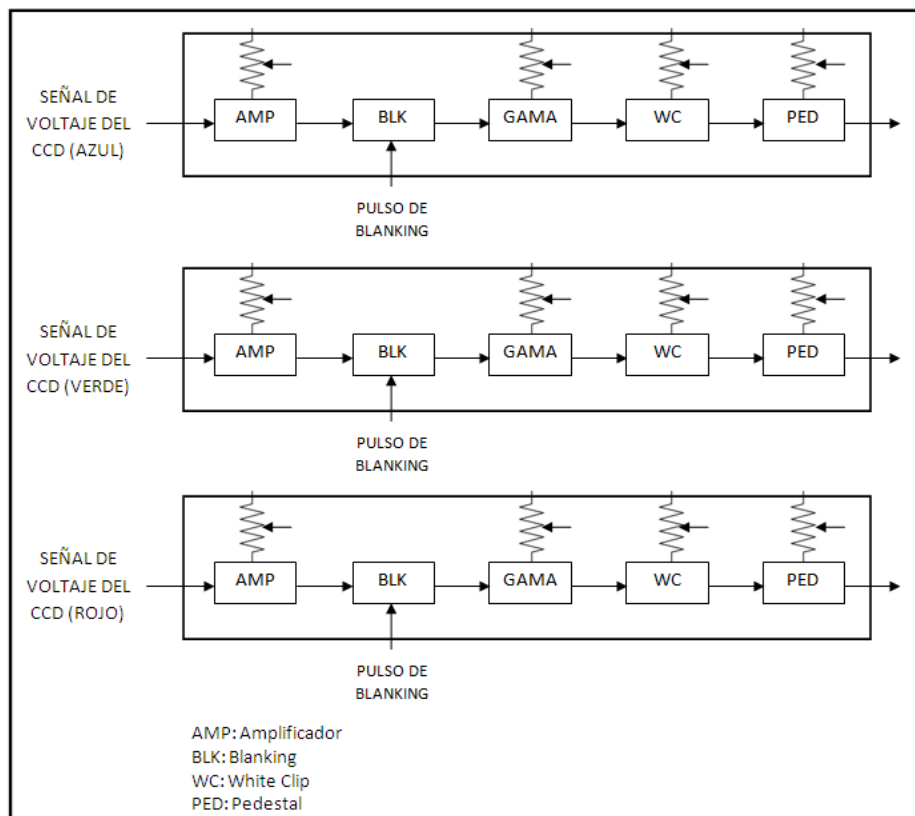 SEÑAL DE
VOLTAJE DEL
CCD (AZUL)
AMP
BLK
GAMA
WC
PED
PULSO DE
BLANKING
SEÑAL DE
VOLTAJE DEL
CCD (VERDE)
AMP
BLK
GAMA
WC
PED
PULSO DE
BLANKING
SEÑAL DE
VOLTAJE DEL
CCD (ROJO)
AMP
BLK
GAMA
WC
PED
PULSO DE
BLANKING
AMP: Amplificador
BLK: Blanking
WC: White Clip
PED: Pedestal